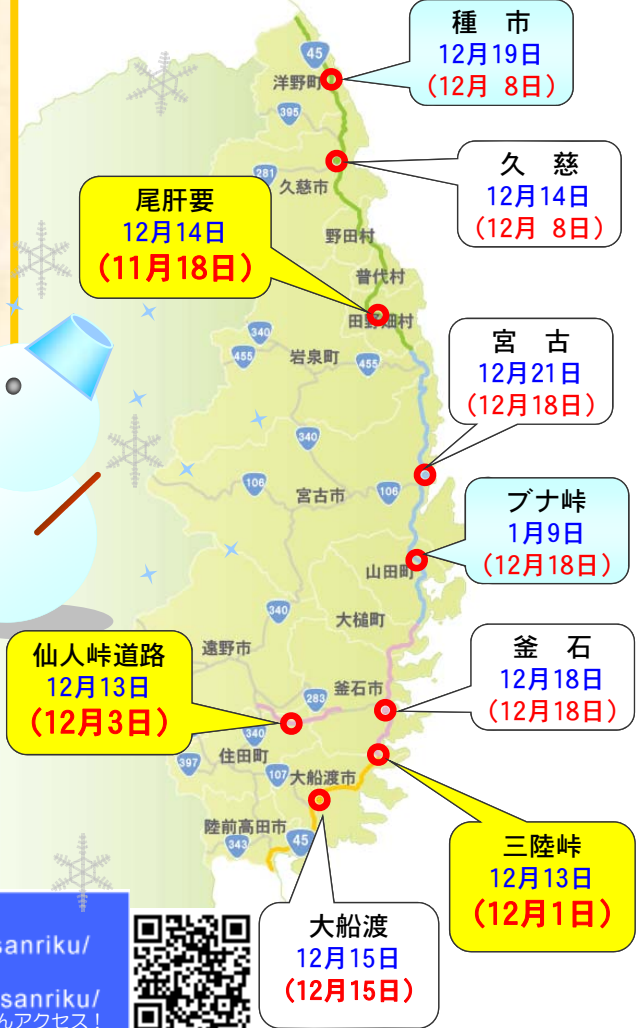 種 市
12月19日
(12月 8日)
45
洋野町
395
久 慈
12月14日
(12月 8日)
281
久慈市
尾肝要
12月14日
(11月18日)
野田村
普代村
田野畑村
340
455
岩泉町
455
宮 古
12月21日
(12月18日)
340
106
宮古市
106
ブナ峠
1月9日
(12月18日)
山田町
340
大槌町
遠野市
仙人峠道路
12月13日
(12月3日)
釜 石
12月18日
(12月18日)
283
釜石市
340
住田町
397
107
大船渡市
陸前高田市
343
45
三陸峠
12月13日
(12月1日)
大船渡
12月15日
(12月15日)
sanriku/
sanriku/
んアクセス!